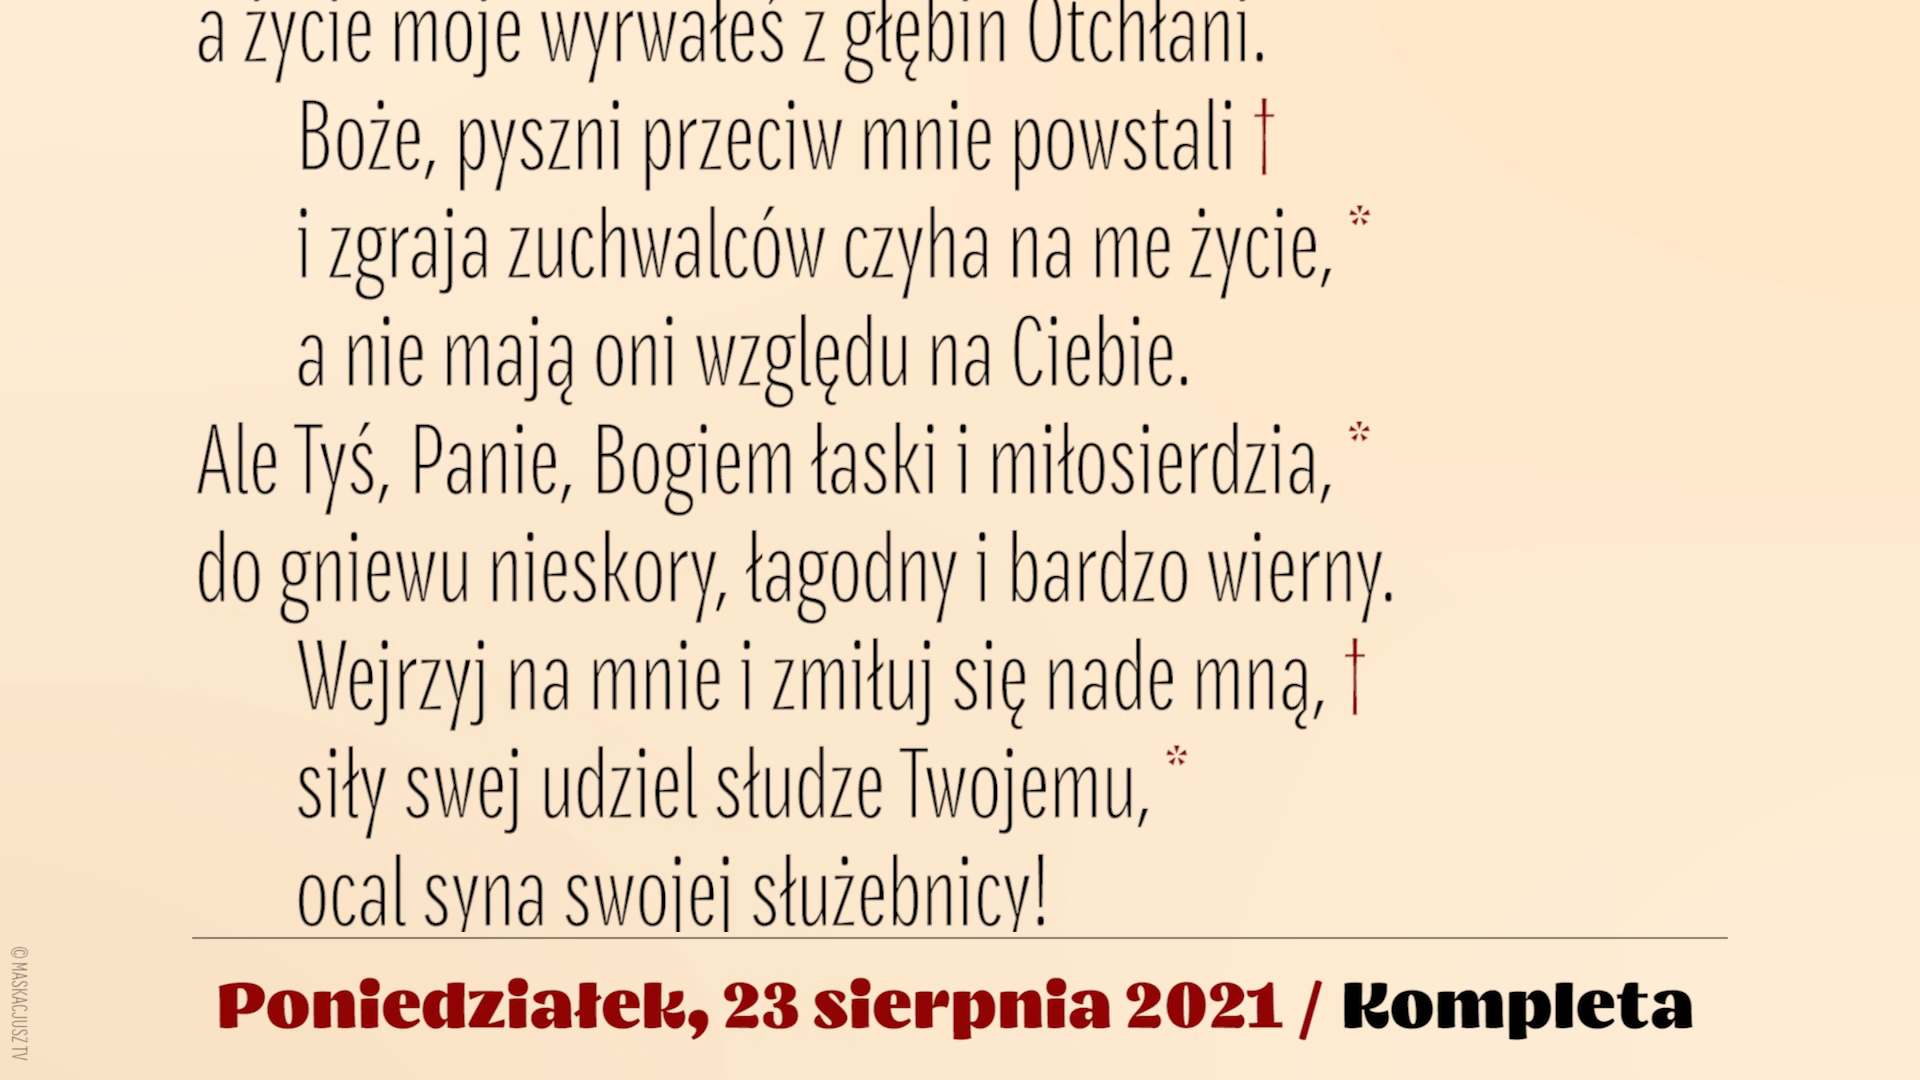 a życie moje wyrwałeś z głębin Otchłani.
Boże, pyszni przeciw mnie powstali †
i zgraja zuchwalców czyha na me życie, *
a nie mają oni względu na Ciebie.
Ale Tyś, Panie, Bogiem łaski i miłosierdzia, *
do gniewu nieskory, łagodny i bardzo wierny.
Wejrzyj na mnie i zmiłuj się nade mną, †
siły swej udziel słudze Twojemu, *
ocal syna swojej służebnicy!
Poniedziałek, 23 sierpnia 2021 / Kompleta
© MASKACJUSZ TV